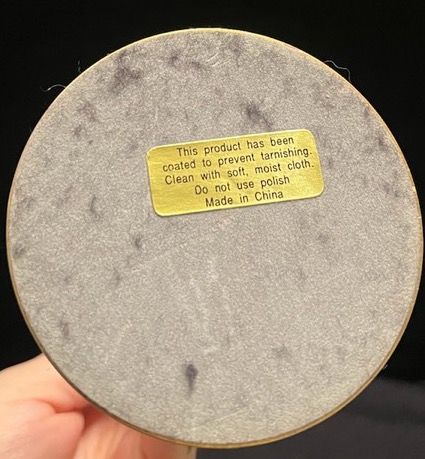 This product has been
coated to prevent tarnishing.
Clean with soft, moist cloth.
Do not use polish
Made in China